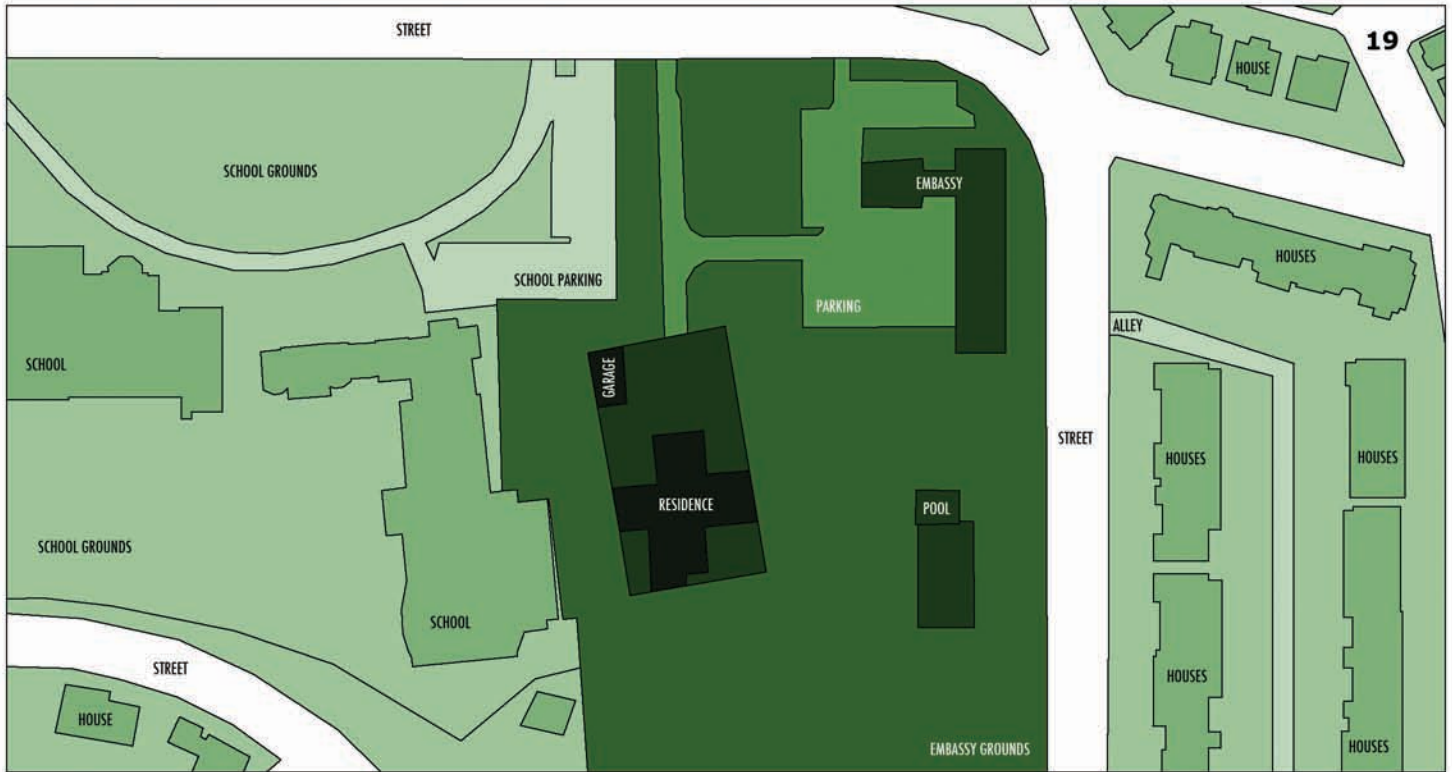 STREET
19
HOUSE
SCHOOL GROUNDS
EMBASSY
HOUSES
SCHOOL PARKING
PARKING
ALLEY
SCHOOL
GARAGE
STREET
HOUSES
HOUSES
RESIDENCE
POOL
SCHOOL GROUNDS
SCHOOL
STREET
HOUSES
HOUSE
EMBASSY GROUNDS
HOUSES